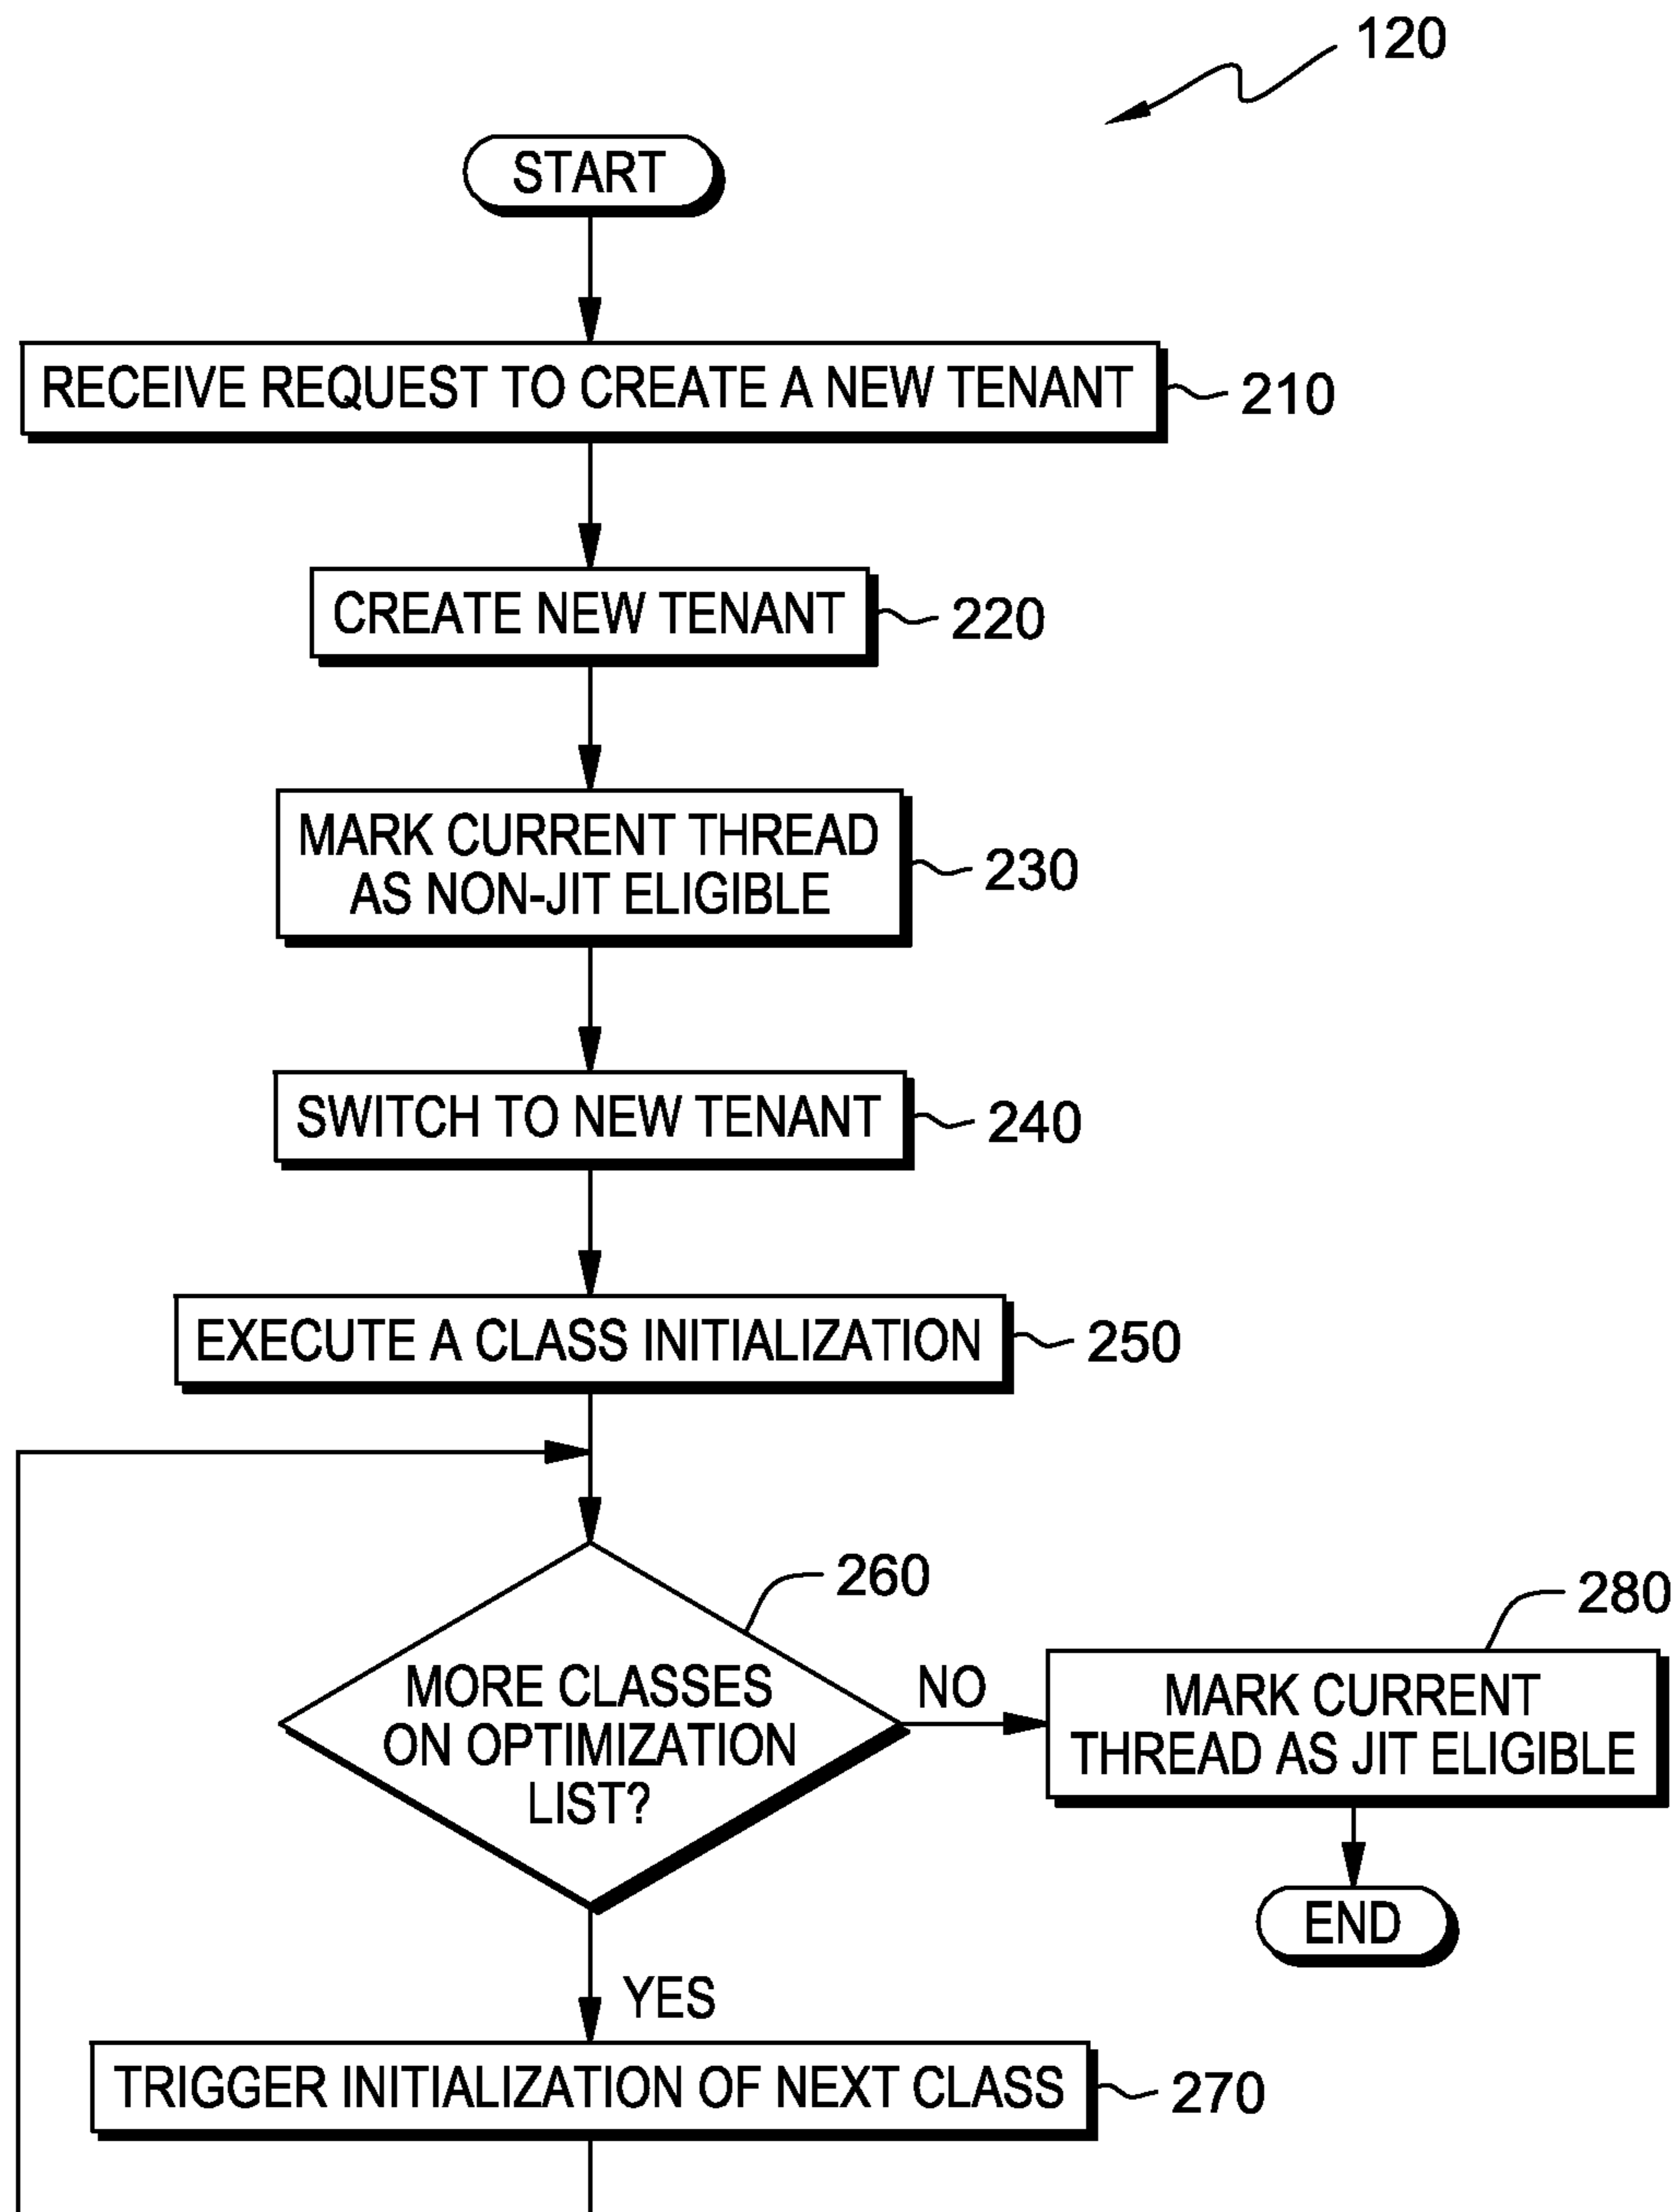 120
START
RECEIVE REQUEST TO CREATE A NEW TENANT
210
CREATE NEW TENANT
220
MARK CURRENT THREAD
AS NON-JIT ELIGIBLE
230
SWITCH TO NEW TENANT
240
EXECUTE A CLASS INITIALIZATION
250
260
MORE CLASSES
ON OPTIMIZATION
LIST?
NO
280
MARK CURRENT
THREAD AS JIT ELIGIBLE
END
YES
TRIGGER INITIALIZATION OF NEXT CLASS
270